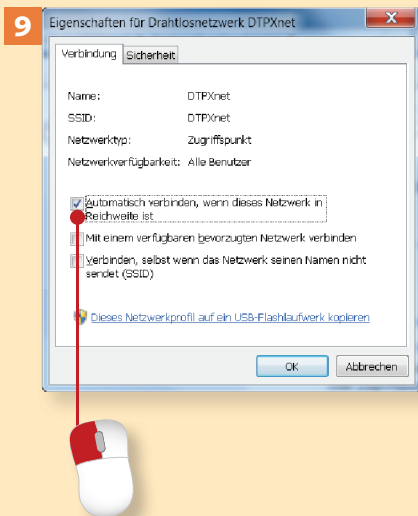 9
Eigenschaften für Drahtlosnetzwerk DTPXnet
Verbindung Sicherheit
Name: DTPXnet
SSID: DTPXnet
Netzwerktyp: Zugriffspunkt
Netzwerkverfügbarkeit: Alle Benutzer
Automatisch verbinden, wenn dieses Netzwerk in
Reichweite ist
Mit einem verfügbaren bevorzugten Netzwerk verbinden
Verbinden, selbst wenn das Netzwerk seinen Namen nicht
sendet (SSID)
Dieses Netzwerkprofil auf ein USB-Flashlaufwerk kopieren
OK Abbrechen